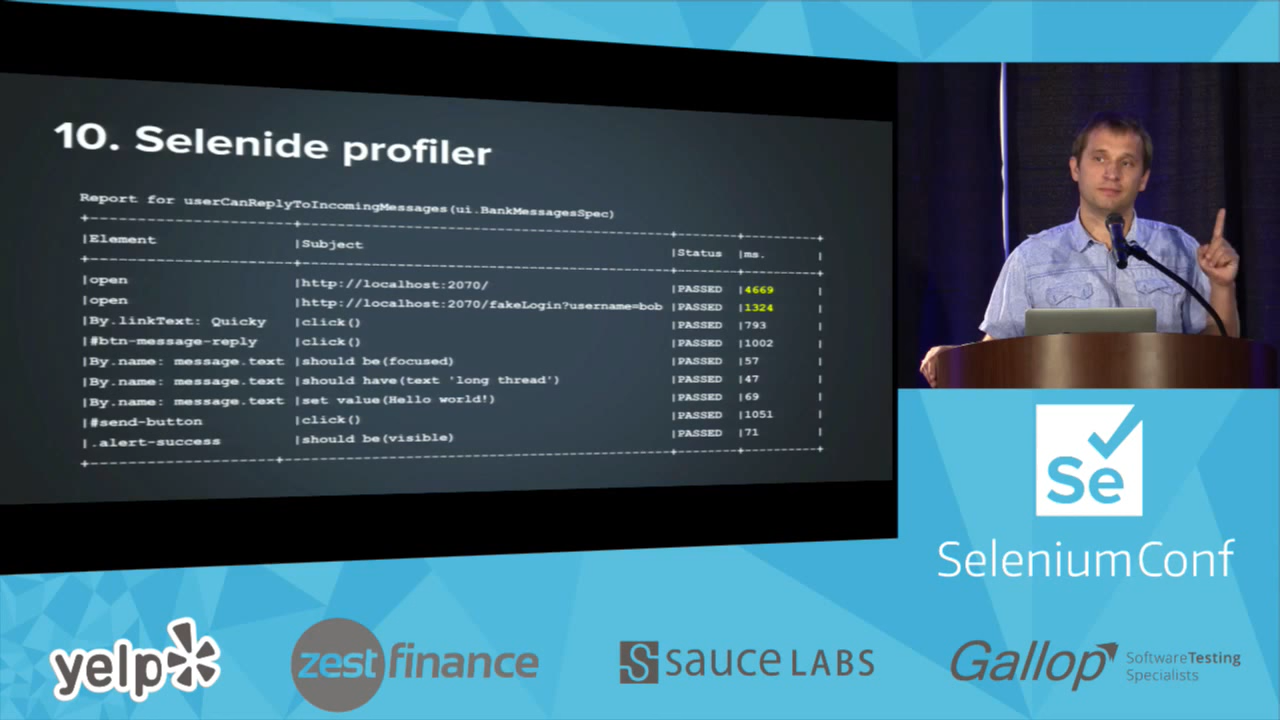 10. Selenide profiler
Report for userCanReplyToIncomingMessages(ui.BankMessagesSpec)
+--------------------+--------------------+--------------------+--------------------+
|Element |Subject |Status |ms. |
+--------------------+--------------------+--------------------+--------------------+
|open |http://localhost:2070/ |PASSED |4669 |
|open |http://localhost:2070/fakeLogin?username=bob |PASSED |1324 |
|By.linkText: Quicky |click() |PASSED |793 |
|#btn-message-reply |click() |PASSED |1002 |
|By.name: message.text |should be(focused) |PASSED |57 |
|By.name: message.text |should have(text 'long thread') |PASSED |47 |
|By.name: message.text |set value(Hello world!) |PASSED |69 |
|#send-button |click() |PASSED |1051 |
|.alert-success |should be(visible) |PASSED |71 |
+--------------------+--------------------+--------------------+--------------------+
Se
SeleniumConf
yelp
zestfinance
S sauce LABS
Gallop SoftwareTesting
Specialists